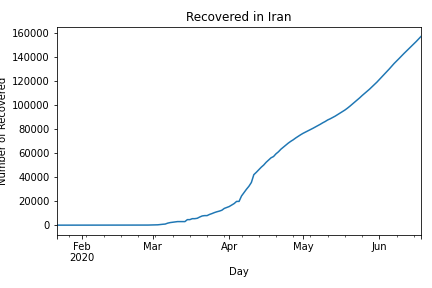 Recovered in Iran
160000
140000
120000
100000
80000
60000
40000
20000
0
Number of Recovered
Feb
2020
Mar
Apr
May
Jun
Day